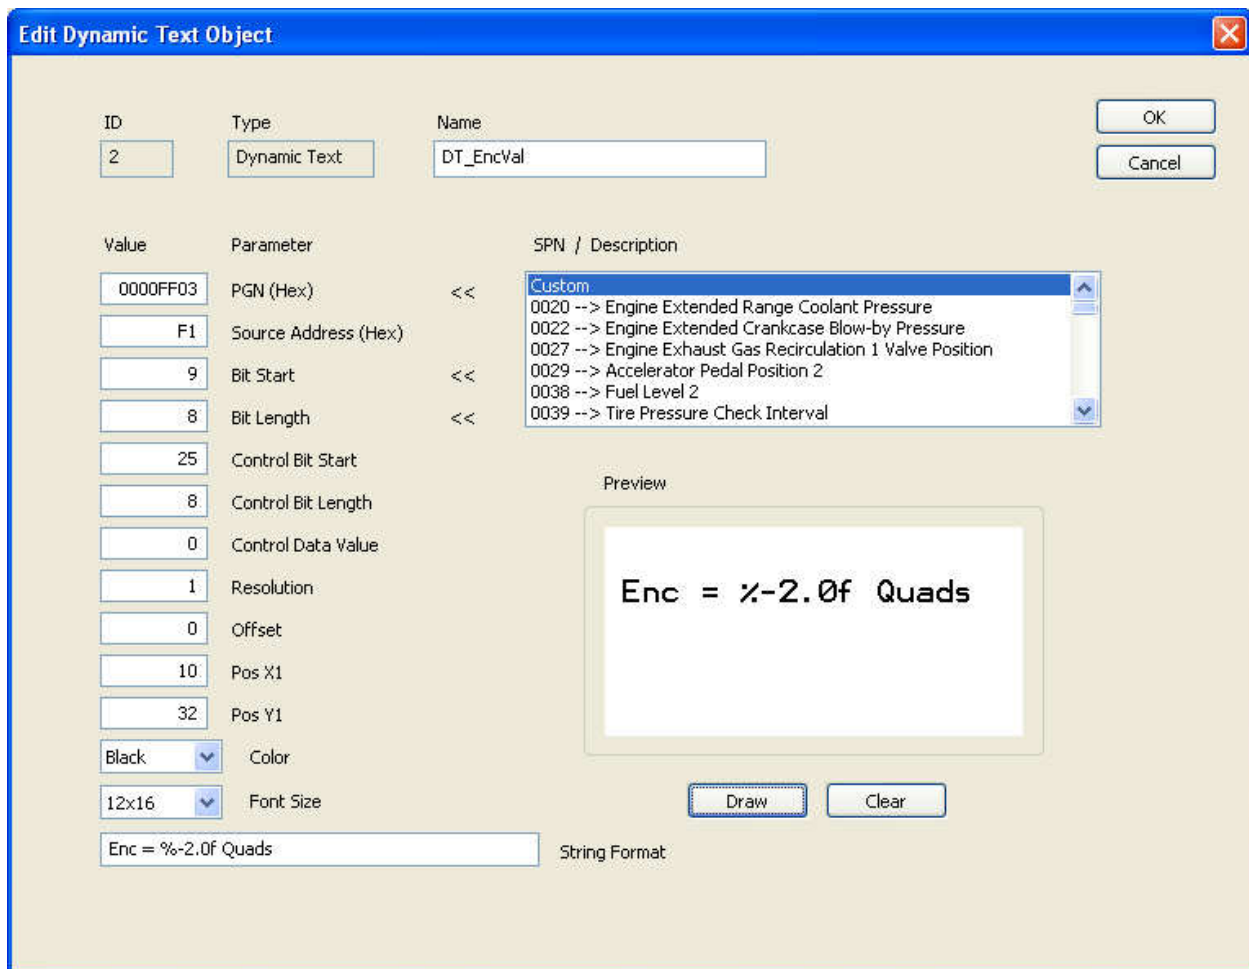 Edit Dynamic Text Object
ID Type Name
2 Dynamic Text DT_EncVal
OK
Cancel
Value Parameter SPN / Description
0000FF03 PGN (Hex) <<
F1 Source Address (Hex)
9 Bit Start <<
8 Bit Length <<
25 Control Bit Start
8 Control Bit Length
0 Control Data Value
1 Resolution
0 Offset
10 Pos X1
32 Pos Y1
Black Color
12x16 Font Size
Enc = %-2.0f Quads String Format
Custom
0020 --> Engine Extended Range Coolant Pressure
0022 --> Engine Extended Crankcase Blow-by Pressure
0027 --> Engine Exhaust Gas Recirculation 1 Valve Position
0029 --> Accelerator Pedal Position 2
0038 --> Fuel Level 2
0039 --> Tire Pressure Check Interval
Preview
Enc = %-2.0f Quads
Draw Clear